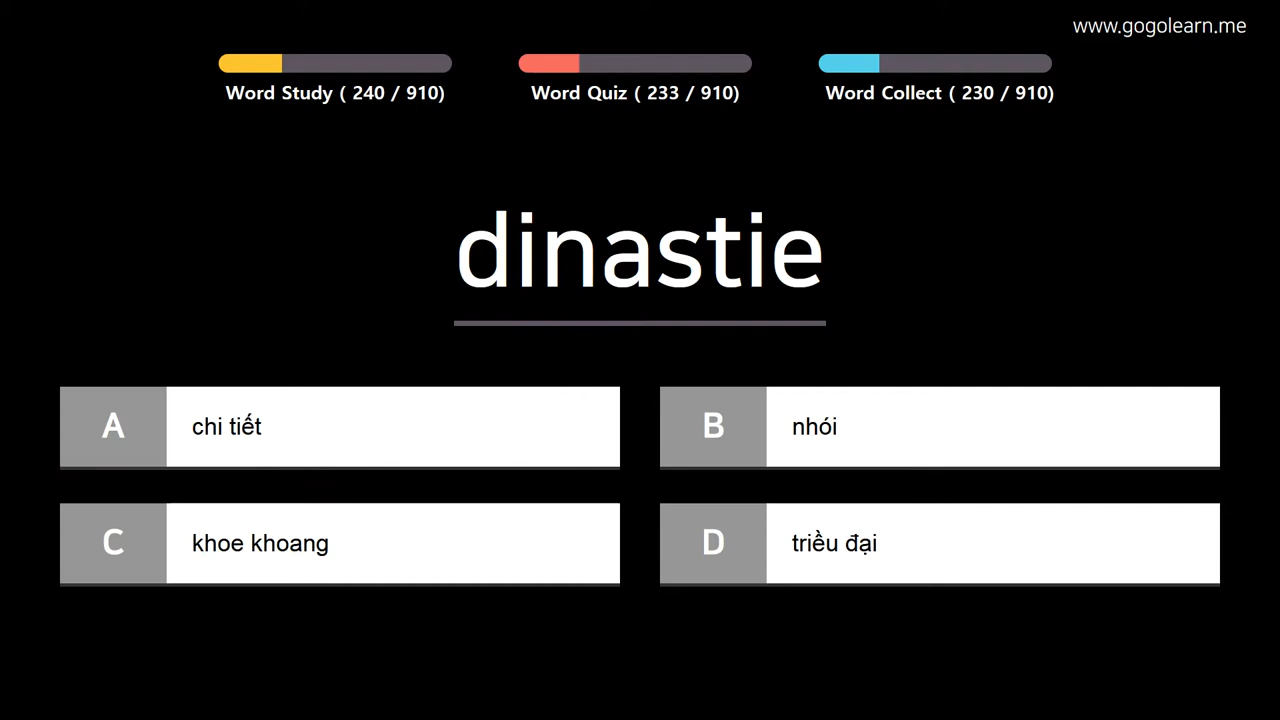 www.gogolearn.me
Word Study ( 240 / 910)
Word Quiz ( 233 / 910)
Word Collect ( 230 / 910)
dinastie
A chi tiết
B nhói
C khoe khoang
D triều đại